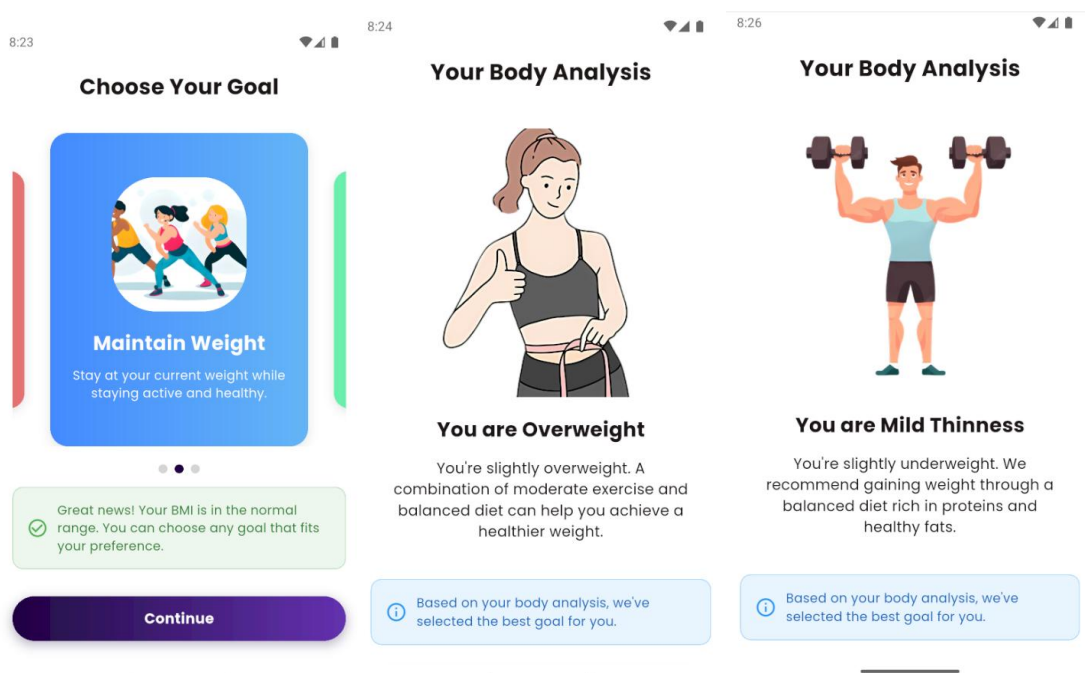 8:23
Choose Your Goal
Maintain Weight
Stay at your current weight while
staying active and healthy.
Great news! Your BMI is in the normal
range. You can choose any goal that fits
your preference.
Continue
8:24
Your Body Analysis
You are Overweight
You're slightly overweight. A
combination of moderate exercise and
balanced diet can help you achieve a
healthier weight.
Based on your body analysis, we've
selected the best goal for you.
8:26
Your Body Analysis
You are Mild Thinness
You're slightly underweight. We
recommend gaining weight through a
balanced diet rich in proteins and
healthy fats.
Based on your body analysis, we've
selected the best goal for you.